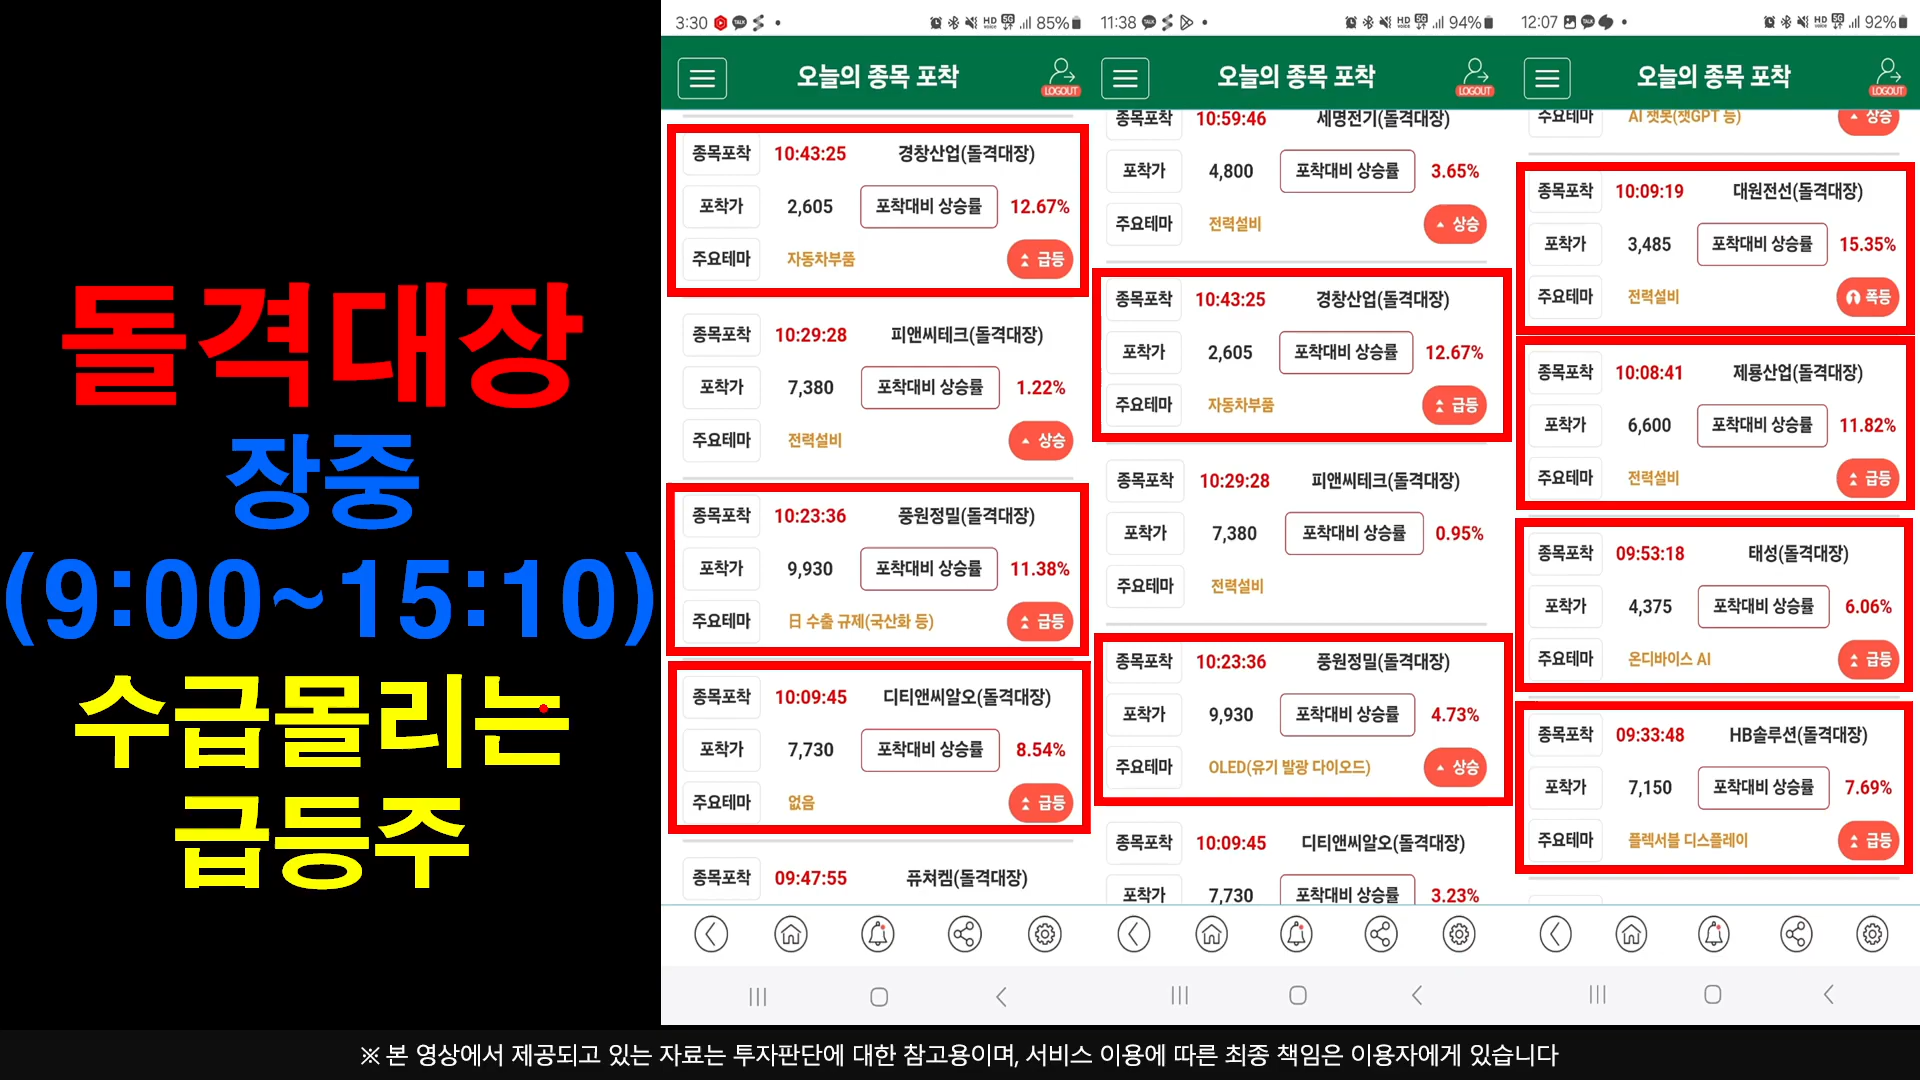 돌격대장
장중
(9:00~15:10)
수급몰리는
급등주
3:30
85%
오늘의 종목 포착
LOGOUT
종목포착 10:43:25 경창산업(돌격대장)
포착가 2,605 포착대비 상승률 12.67%
주요테마 자동차부품 급등
종목포착 10:29:28 피앤씨테크(돌격대장)
포착가 7,380 포착대비 상승률 1.22%
주요테마 전력설비 상승
종목포착 10:23:36 풍원정밀(돌격대장)
포착가 9,930 포착대비 상승률 11.38%
주요테마 日 수출 규제(국산화 등) 급등
종목포착 10:09:45 디티앤씨알오(돌격대장)
포착가 7,730 포착대비 상승률 8.54%
주요테마 없음 급등
종목포착 09:47:55 퓨쳐켐(돌격대장)
11:38
94%
오늘의 종목 포착
LOGOUT
종목포착 10:59:46 세명전기(돌격대장)
포착가 4,800 포착대비 상승률 3.65%
주요테마 전력설비 상승
종목포착 10:43:25 경창산업(돌격대장)
포착가 2,605 포착대비 상승률 12.67%
주요테마 자동차부품 급등
종목포착 10:29:28 피앤씨테크(돌격대장)
포착가 7,380 포착대비 상승률 0.95%
주요테마 전력설비
종목포착 10:23:36 풍원정밀(돌격대장)
포착가 9,930 포착대비 상승률 4.73%
주요테마 OLED(유기 발광 다이오드) 상승
종목포착 10:09:45 디티앤씨알오(돌격대장)
포착가 7,730 포착대비 상승률 3.23%
12:07
92%
오늘의 종목 포착
LOGOUT
주요테마 AI 챗봇(챗GPT 등) 상승
종목포착 10:09:19 대원전선(돌격대장)
포착가 3,485 포착대비 상승률 15.35%
주요테마 전력설비 폭등
종목포착 10:08:41 제룡산업(돌격대장)
포착가 6,600 포착대비 상승률 11.82%
주요테마 전력설비 급등
종목포착 09:53:18 태성(돌격대장)
포착가 4,375 포착대비 상승률 6.06%
주요테마 온디바이스 AI 급등
종목포착 09:33:48 HB솔루션(돌격대장)
포착가 7,150 포착대비 상승률 7.69%
주요테마 플렉서블 디스플레이 급등
※ 본 영상에서 제공되고 있는 자료는 투자판단에 대한 참고용이며, 서비스 이용에 따른 최종 책임은 이용자에게 있습니다